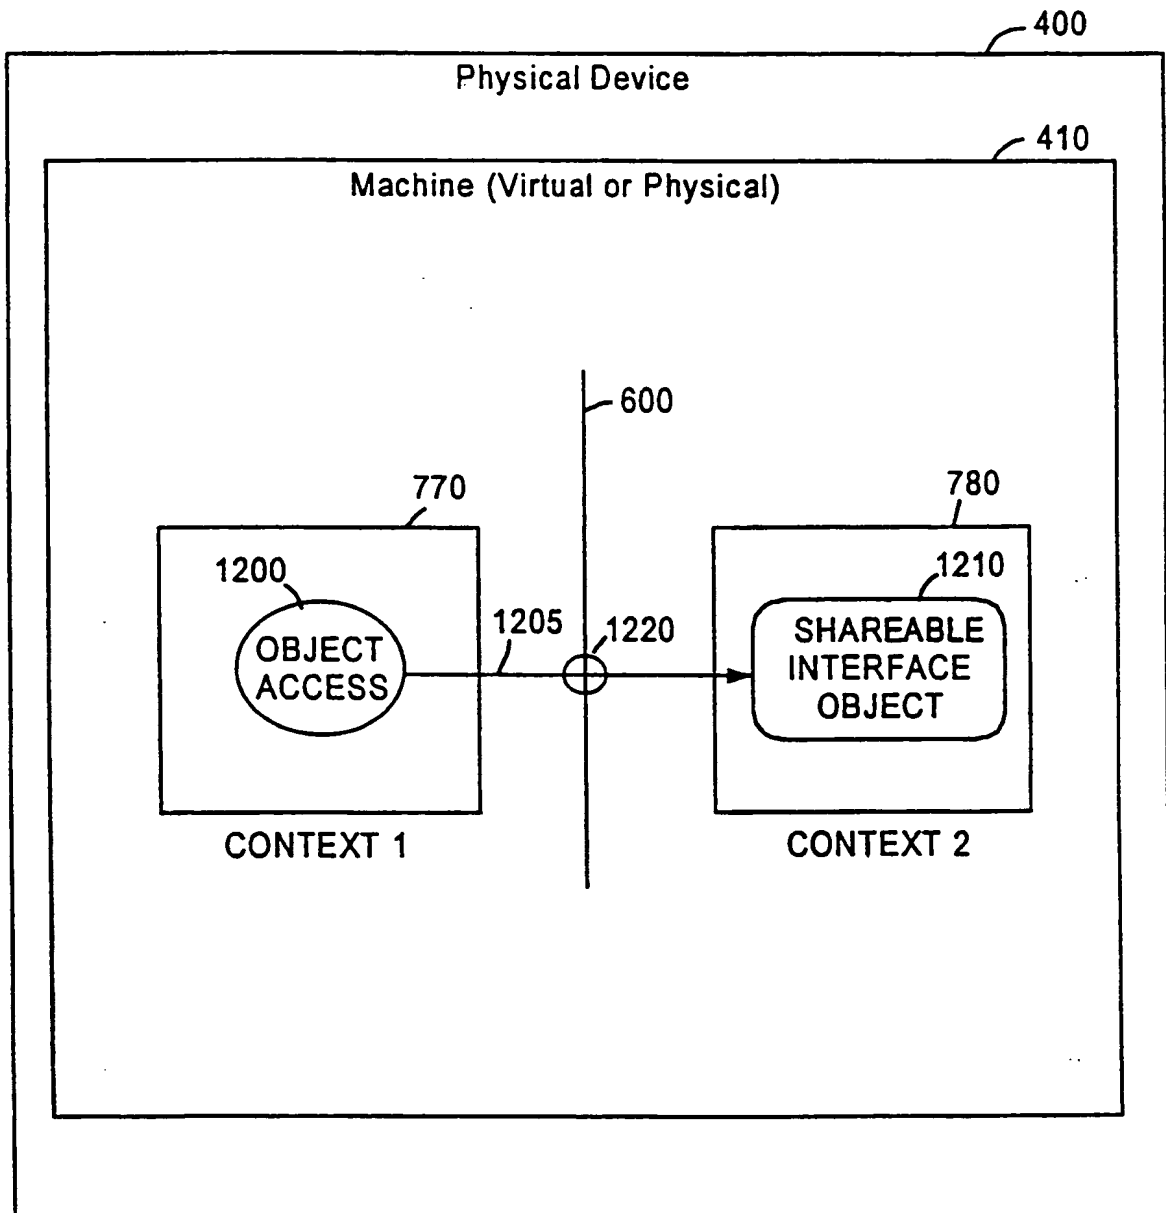 400
Physical Device
410
Machine (Virtual or Physical)
600
770
780
1200
1210
1205
1220
OBJECT
ACCESS
SHAREABLE
INTERFACE
OBJECT
CONTEXT 1
CONTEXT 2